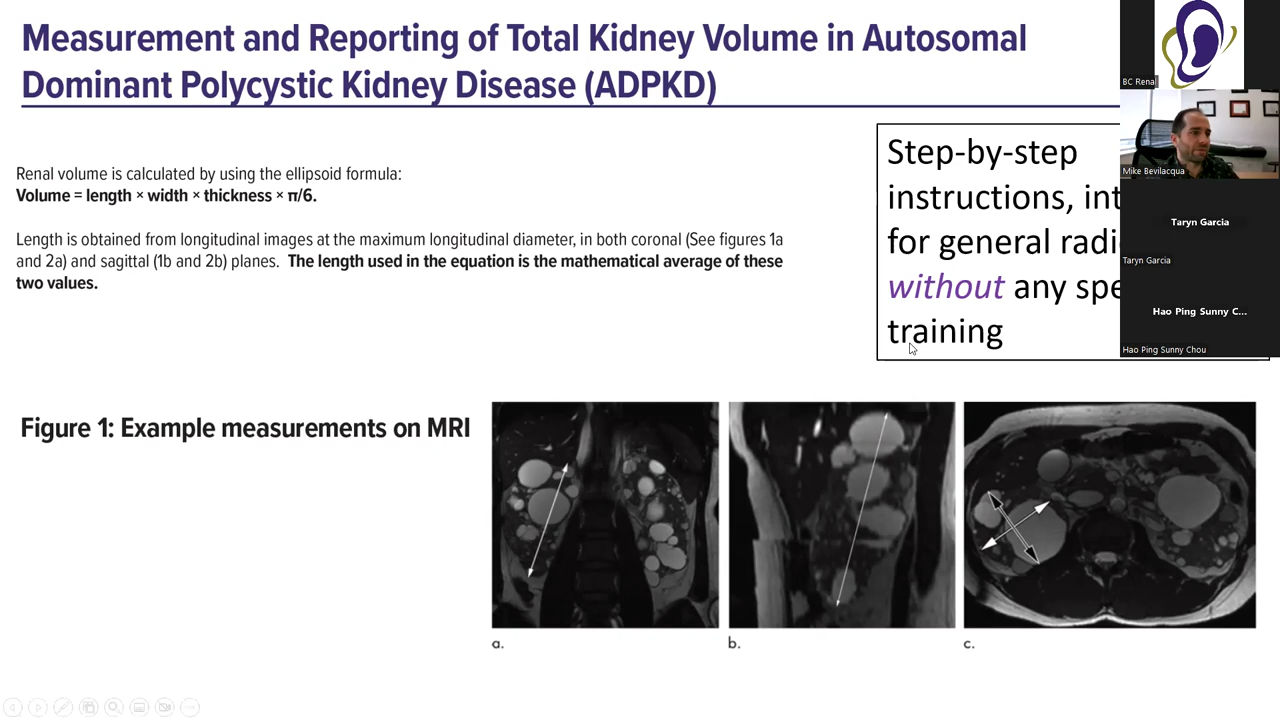 Measurement and Reporting of Total Kidney Volume in Autosomal
Dominant Polycystic Kidney Disease (ADPKD)
Renal volume is calculated by using the ellipsoid formula:
Volume = length × width × thickness × π/6.
Length is obtained from longitudinal images at the maximum longitudinal diameter, in both coronal (See figures 1a
and 2a) and sagittal (1b and 2b) planes. The length used in the equation is the mathematical average of these
two values.
Step-by-step
instructions, int
for general radi
without any spe
training
BC Renal
Mike Bevilacqua
Taryn Garcia
Taryn Garcia
Hao Ping Sunny C...
Hao Ping Sunny Chou
Figure 1: Example measurements on MRI
a.
b.
c.